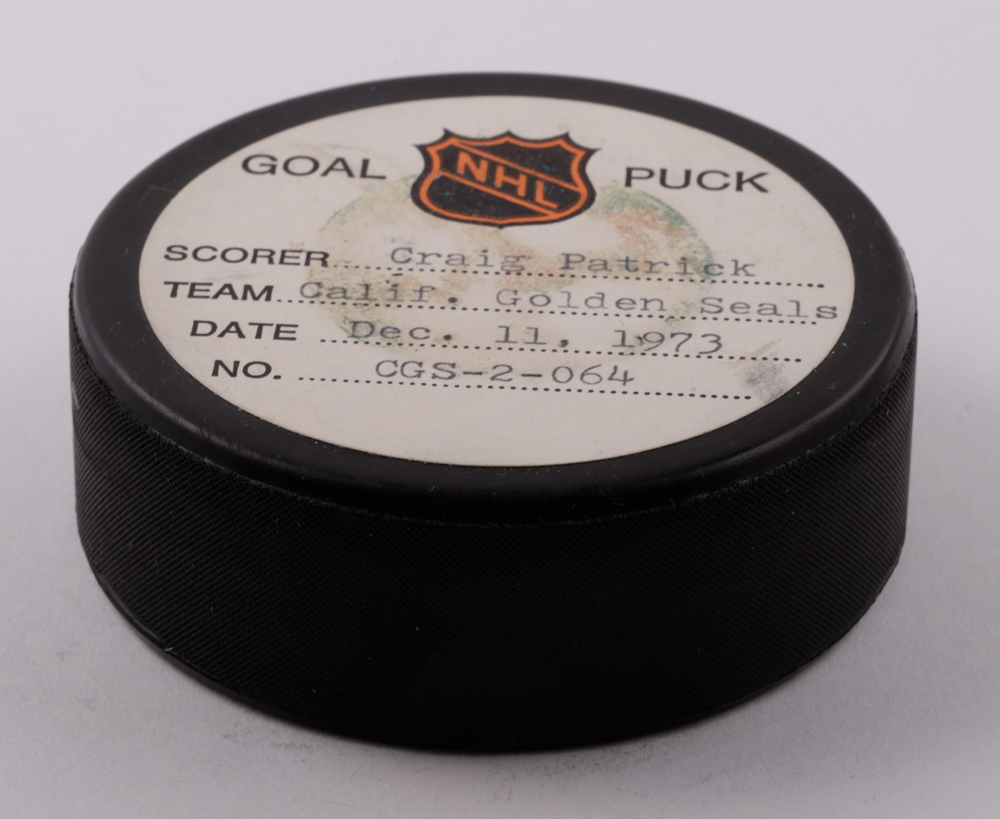 GOAL NHL PUCK
SCORER Craig Patrick
TEAM Calif. Golden Seals
DATE Dec. 11, 1973
NO. CGS-2-064